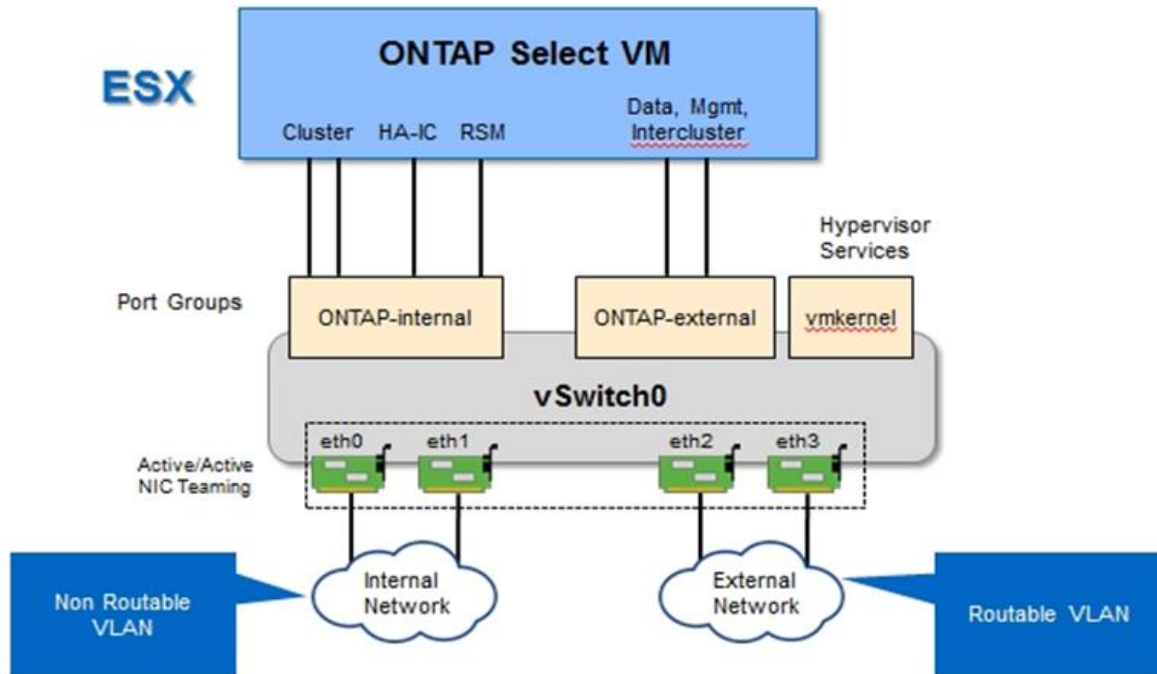 ONTAP Select VM
ESX
Data, Mgmt,
Cluster HA-IC RSM Intercluster
Hypervisor
Services
Port Groups
ONTAP-internal
ONTAP-external
vmkernel
vSwitch0
eth0 eth1 eth2 eth3
Active/Active
NIC Teaming
Non Routable
VLAN
Internal
Network
External
Network
Routable VLAN